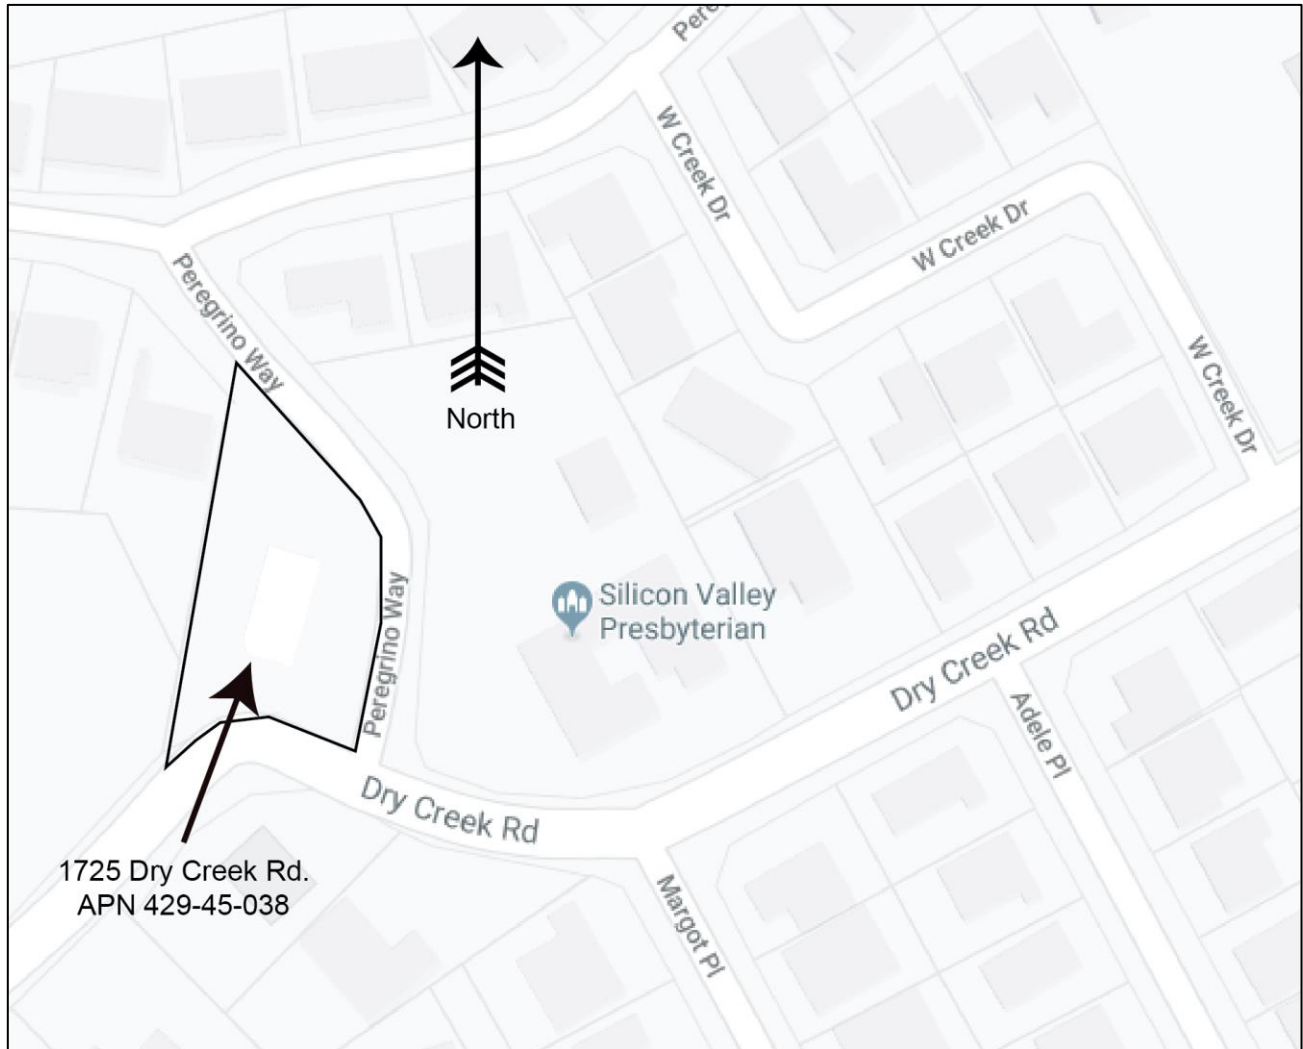 Pere
W Creek Dr
W Creek Dr
Peregrino Way
W Creek Dr
North
Silicon Valley
Presbyterian
Peregrino Way
Dry Creek Rd
Adele Pl
Dry Creek Rd
1725 Dry Creek Rd.
APN 429-45-038
Margot Pl